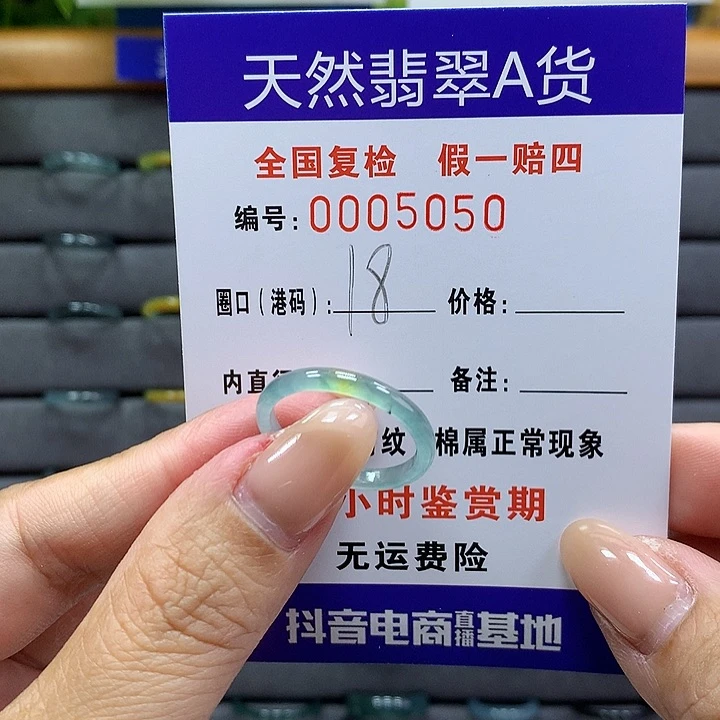 天然翡翠A货
全国复检 假一赔四
编号: 0005050
圈口(港码): 18 价格:
内直 备注:
纹 棉属正常现象
小时鉴赏期
无运费险
抖音电商直播基地